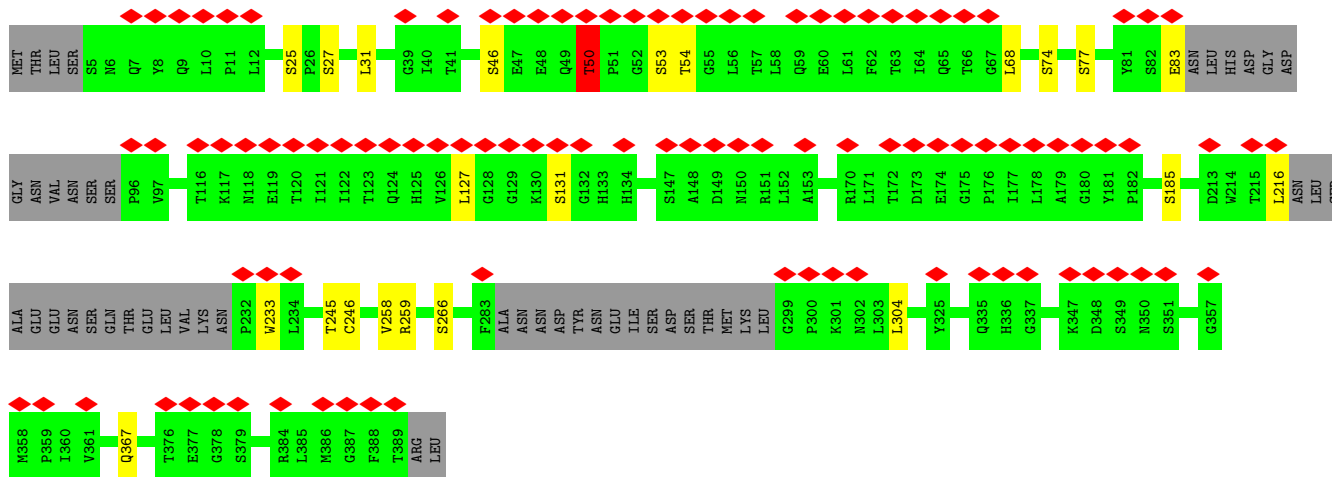 MET THR LEU SER S5 N6 Q7 Y8 Q9 L10 P11 L12 S25 P26 S27 L31 G39 I40 T41 S46 E47 E48 Q49 T50 P51 G52 S53 T54 G55 L56 T57 L58 Q59 E60 L61 F62 T63 I64 Q65 T66 G67 L68 S74 S77 Y81 S82 E83 ASN LEU HIS ASP GLY ASP
GLY ASN VAL ASN SER SER P96 V97 T116 K117 N118 E119 T120 I121 I122 T123 Q124 H125 V126 L127 G128 G129 K130 S131 G132 H133 H134 S147 A148 D149 N150 R151 L152 A153 R170 L171 T172 D173 E174 G175 P176 I177 L178 A179 G180 Y181 P182 S185 D213 W214 T215 L216 ASN LEU
ALA GLU GLU ASN SER GLN THR GLU LEU VAL LYS ASN P232 W233 L234 T245 C246 V258 R259 S266 F283 ALA ASN ASN ASP TYR ASN GLU ILE SER ASP SER THR MET LYS LEU G299 P300 K301 N302 L303 L304 Y325 Q335 H336 G337 K347 D348 S349 N350 S351 G357
M358 P359 I360 V361 Q367 T376 E377 G378 S379 R384 L385 M386 G387 F388 T389 ARG LEU